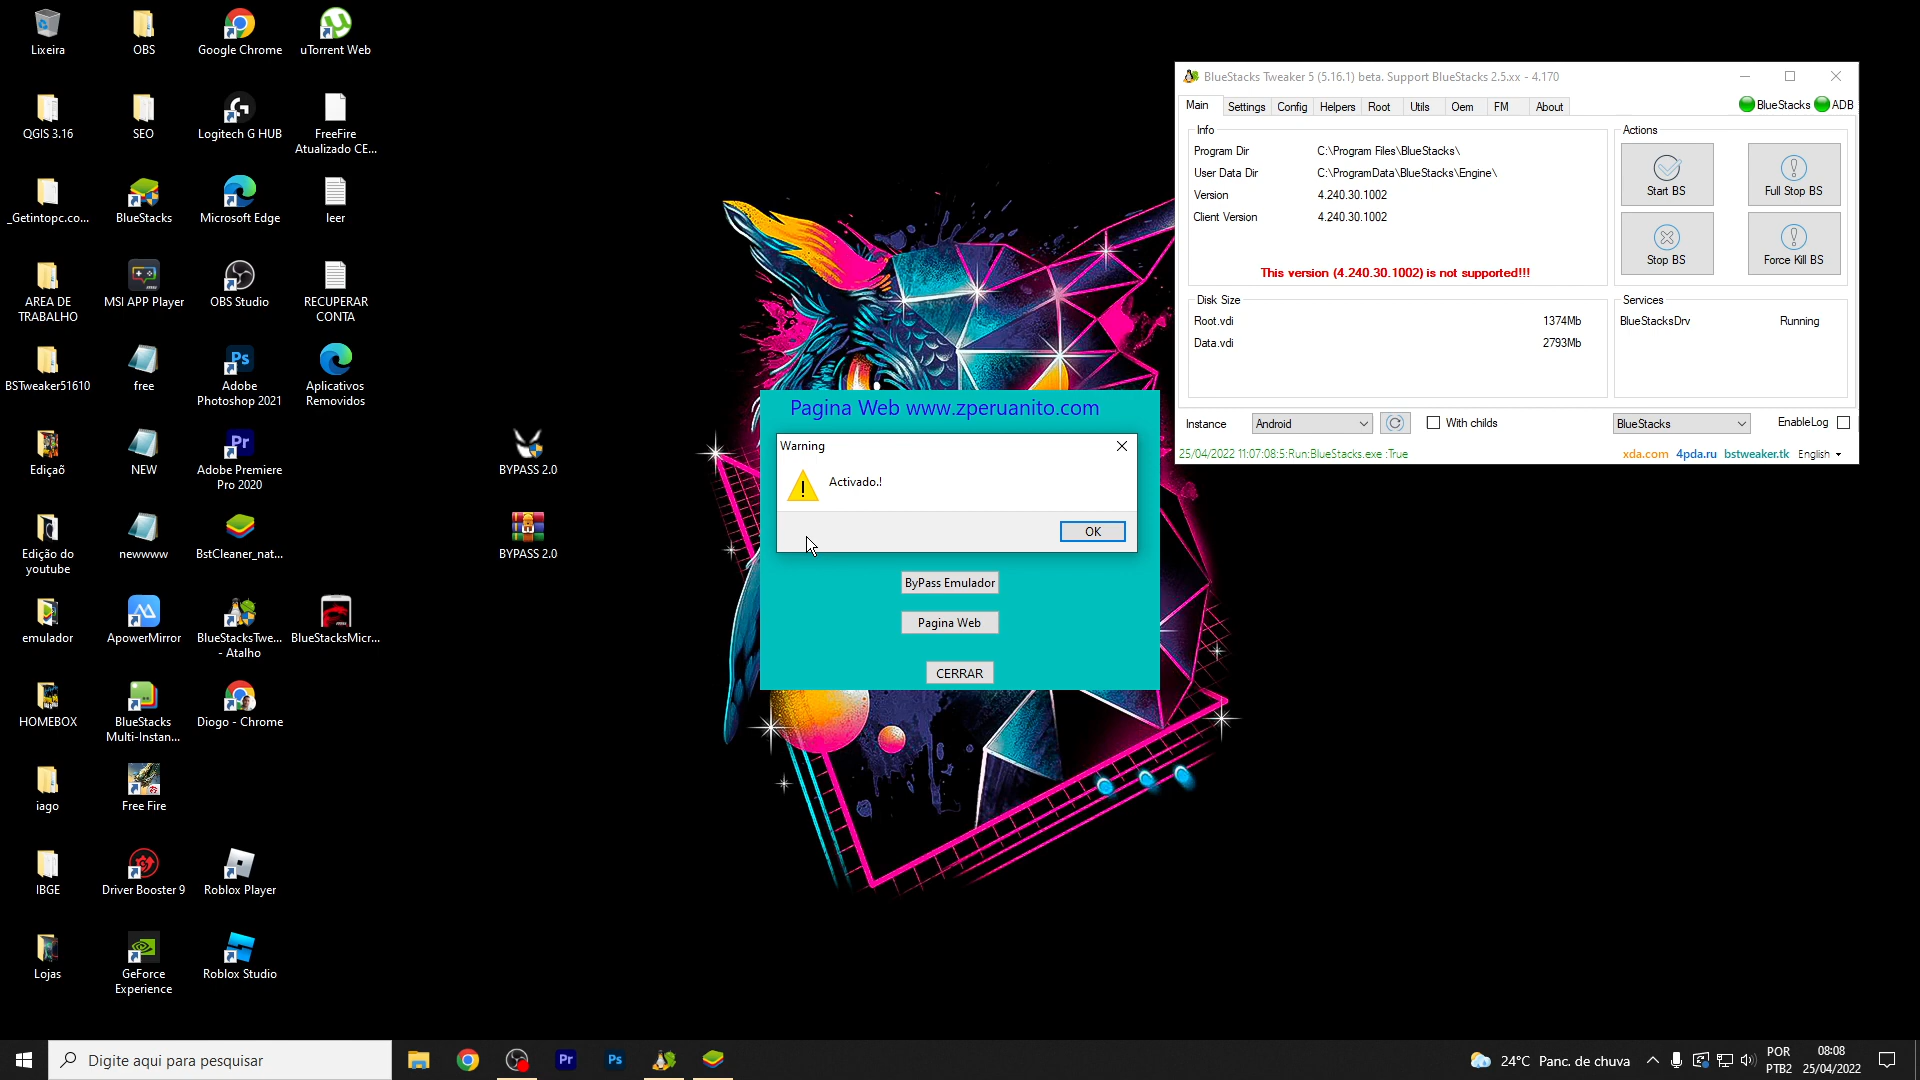 Lixeira
OBS
Google Chrome
uTorrent Web
QGIS 3.16
SEO
Logitech G HUB
FreeFire
Atualizado CE...
_Getintopc.co...
BlueStacks
Microsoft Edge
leer
AREA DE
TRABALHO
MSI APP Player
OBS Studio
RECUPERAR
CONTA
BSTweaker51610
free
Adobe
Photoshop 2021
Aplicativos
Removidos
Ediçaõ
NEW
Adobe Premiere
Pro 2020
Edição do
youtube
newwww
BstCleaner_nat...
emulador
ApowerMirror
BlueStacksTwe...
- Atalho
BlueStacksMicr...
HOMEBOX
BlueStacks
Multi-Instan...
Diogo - Chrome
iago
Free Fire
IBGE
Driver Booster 9
Roblox Player
Lojas
GeForce
Experience
Roblox Studio
BYPASS 2.0
BYPASS 2.0
Pagina Web www.zperuanito.com
Warning
Activado.!
OK
ByPass Emulador
Pagina Web
CERRAR
BlueStacks Tweaker 5 (5.16.1) beta. Support BlueStacks 2.5.xx - 4.170
Main Settings Config Helpers Root Utils Oem FM About
BlueStacks ADB
Info
Program Dir C:\Program Files\BlueStacks\
User Data Dir C:\ProgramData\BlueStacks\Engine\
Version 4.240.30.1002
Client Version 4.240.30.1002
This version (4.240.30.1002) is not supported!!!
Actions
Start BS
Full Stop BS
Stop BS
Force Kill BS
Disk Size
Root.vdi 1374Mb
Data.vdi 2793Mb
Services
BlueStacksDrv Running
Instance Android With childs BlueStacks EnableLog
25/04/2022 11:07:08:5:Run:BlueStacks.exe :True
xda.com 4pda.ru bstweaker.tk English
Digite aqui para pesquisar
Pr
Ps
24°C Panc. de chuva
POR
PTB2
08:08
25/04/2022